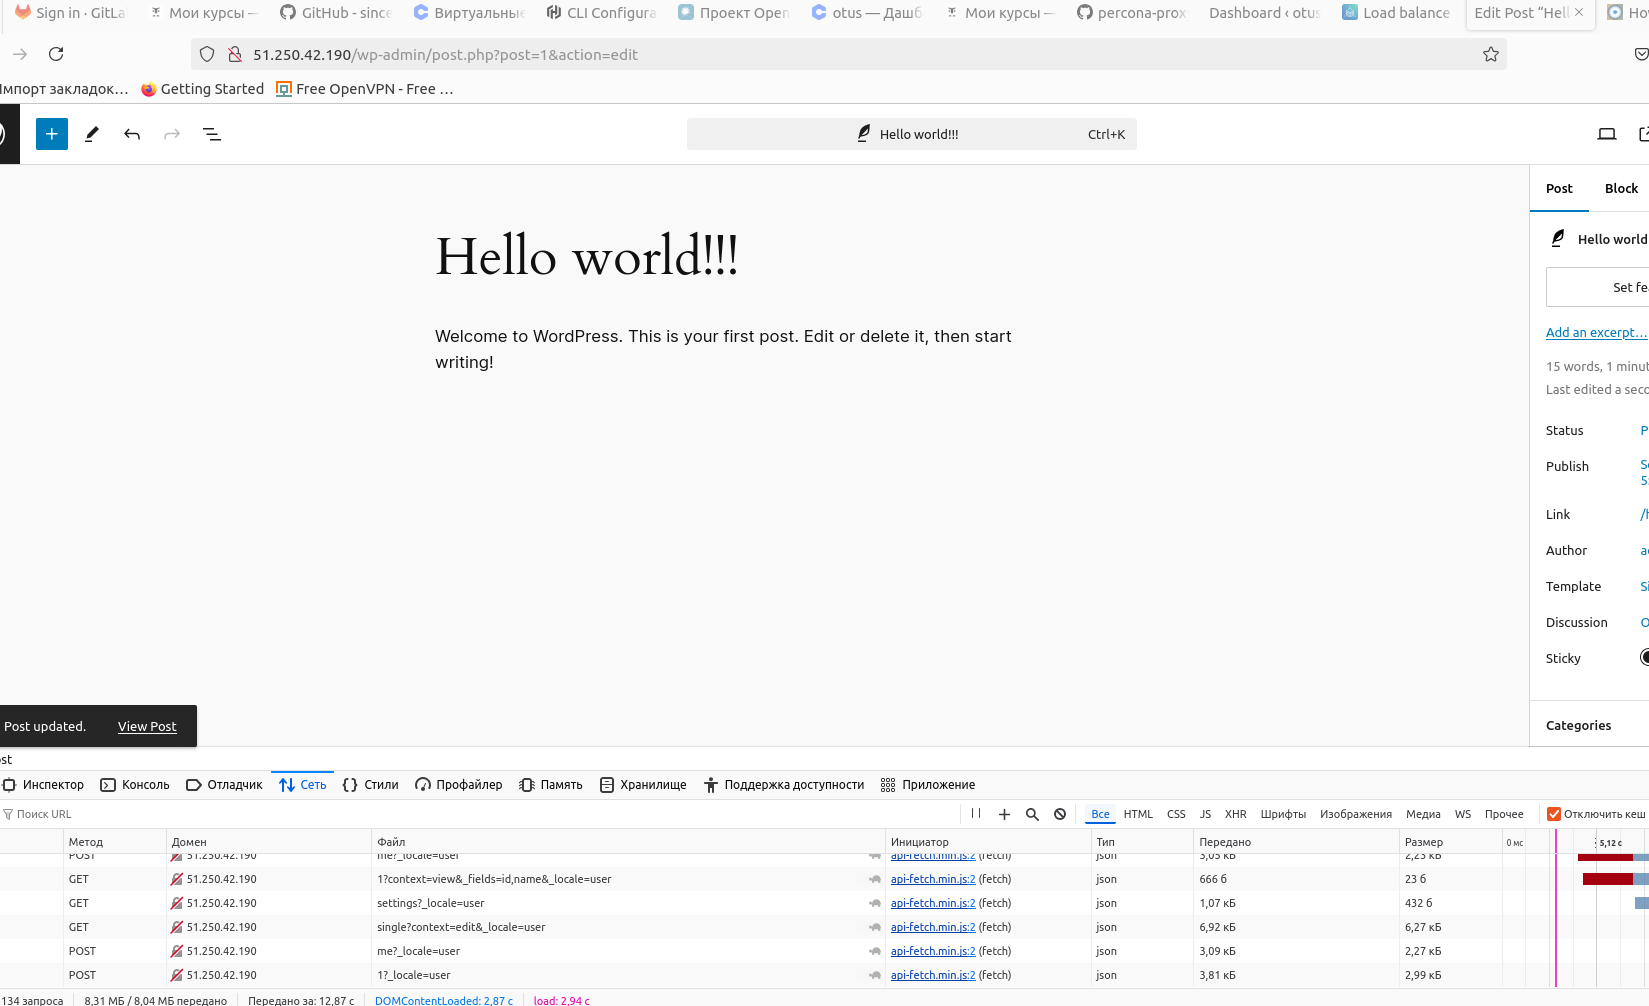 Sign in · GitLa Мои курсы — GitHub - since Виртуальны CLI Configura Проект Open otus — Дашб Мои курсы — percona-prox Dashboard ‹ otus Load balance Edit Post “Hell Ho
51.250.42.190/wp-admin/post.php?post=1&action=edit
Импорт закладок… Getting Started Free OpenVPN - Free …
Hello world!!! Ctrl+K
Post Block
Hello world!!!
Hello world
Set fe
Welcome to WordPress. This is your first post. Edit or delete it, then start
writing!
Add an excerpt…
15 words, 1 minut
Last edited a seco
Status P
Publish S
5
Link /h
Author a
Template Si
Discussion O
Sticky
Categories
Post updated. View Post
ost
Инспектор Консоль Отладчик Сеть Стили Профайлер Память Хранилище Поддержка доступности Приложение
Поиск URL Все HTML CSS JS XHR Шрифты Изображения Медиа WS Прочее Отключить кеш
Метод Домен Файл Инициатор Тип Передано Размер 0 мс 5,12 с
POST 51.250.42.190 me?_locale=user api-fetch.min.js:2 (fetch) json 3,05 кБ 2,23 кБ
GET 51.250.42.190 1?context=view&_fields=id,name&_locale=user api-fetch.min.js:2 (fetch) json 666 б 23 б
GET 51.250.42.190 settings?_locale=user api-fetch.min.js:2 (fetch) json 1,07 кБ 432 б
GET 51.250.42.190 single?context=edit&_locale=user api-fetch.min.js:2 (fetch) json 6,92 кБ 6,27 кБ
POST 51.250.42.190 me?_locale=user api-fetch.min.js:2 (fetch) json 3,09 кБ 2,27 кБ
POST 51.250.42.190 1?_locale=user api-fetch.min.js:2 (fetch) json 3,81 кБ 2,99 кБ
134 запроса 8,31 МБ / 8,04 МБ передано Передано за: 12,87 с DOMContentLoaded: 2,87 с load: 2,94 с